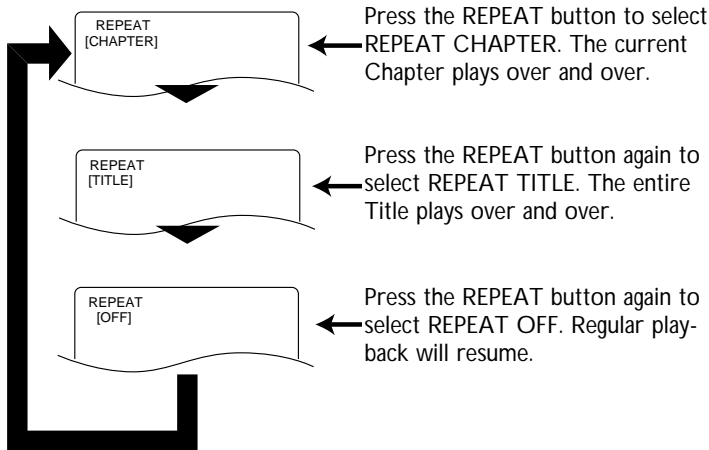 REPEAT
[CHAPTER]
Press the REPEAT button to select
REPEAT CHAPTER. The current
Chapter plays over and over.
REPEAT
[TITLE]
Press the REPEAT button again to
select REPEAT TITLE. The entire
Title plays over and over.
REPEAT
[OFF]
Press the REPEAT button again to
select REPEAT OFF. Regular play-
back will resume.